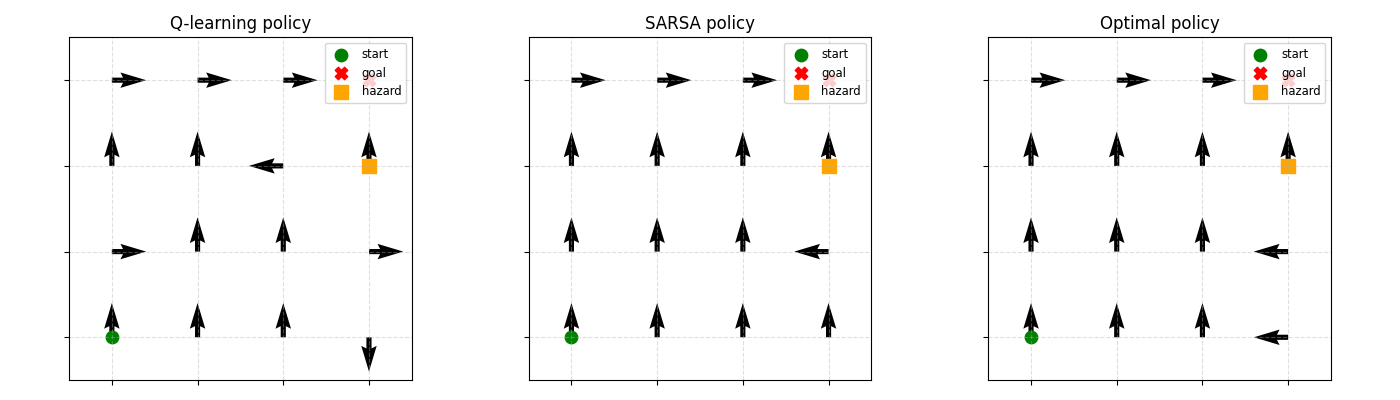 Q-learning policy
start
goal
hazard
SARSA policy
start
goal
hazard
Optimal policy
start
goal
hazard